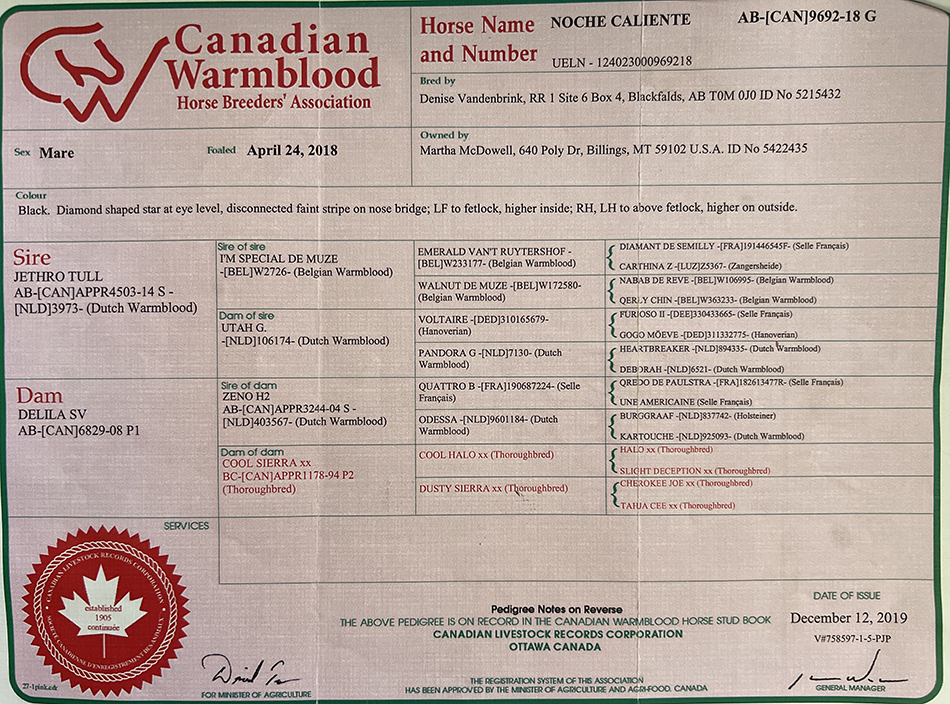 Canadian
Warmblood
Horse Breeders' Association
Horse Name
and Number
NOCHE CALIENTE
AB-[CAN]9692-18 G
UELN - 124023000969218
Bred by
Denise Vandenbrink, RR 1 Site 6 Box 4, Blackfalds, AB T0M 0J0 ID No 5215432
Sex Mare
Foaled April 24, 2018
Owned by
Martha McDowell, 640 Poly Dr, Billings, MT 59102 U.S.A. ID No 5422435
Colour
Black. Diamond shaped star at eye level, disconnected faint stripe on nose bridge; LF to fetlock, higher inside; RH, LH to above fetlock, higher on outside.
Sire
JETHRO TULL
AB-[CAN]APPR4503-14 S -
[NLD]3973- (Dutch Warmblood)
Dam
DELILA SV
AB-[CAN]6829-08 P1
Sire of sire
I'M SPECIAL DE MUZE
-[BEL]W2726- (Belgian Warmblood)
Dam of sire
UTAH G.
-[NLD]106174- (Dutch Warmblood)
Sire of dam
ZENO H2
AB-[CAN]APPR3244-04 S -
[NLD]403567- (Dutch Warmblood)
Dam of dam
COOL SIERRA xx
BC-[CAN]APPR1178-94 P2
(Thoroughbred)
EMERALD VAN'T RUYTERSHOF -
[BEL]W233177- (Belgian Warmblood)
WALNUT DE MUZE -[BEL]W172580-
(Belgian Warmblood)
VOLTAIRE -[DED]310165679-
(Hanoverian)
PANDORA G -[NLD]7130- (Dutch
Warmblood)
QUATTRO B -[FRA]190687224- (Selle
Français)
ODESSA -[NLD]9601184- (Dutch
Warmblood)
COOL HALO xx (Thoroughbred)
DUSTY SIERRA xx (Thoroughbred)
DIAMANT DE SEMILLY -[FRA]191446545F- (Selle Français)
CARTHINA Z -[LUZ]Z5367- (Zangersheide)
NABAB DE REVE -[BEL]W106995- (Belgian Warmblood)
QERLY CHIN -[BEL]W363233- (Belgian Warmblood)
FURIOSO II -[DEE]330433665- (Selle Français)
GOGO MÖEVE -[DED]311332775- (Hanoverian)
HEARTBREAKER -[NLD]894335- (Dutch Warmblood)
DEBORAH -[NLD]6521- (Dutch Warmblood)
QREDO DE PAULSTRA -[FRA]182613477R- (Selle Français)
UNE AMERICAINE (Selle Français)
BURGGRAAF -[NLD]837742- (Holsteiner)
KARTOUCHE -[NLD]925093- (Dutch Warmblood)
HALO xx (Thoroughbred)
SLIGHT DECEPTION xx (Thoroughbred)
CHEROKEE JOE xx (Thoroughbred)
TAHJA CEE xx (Thoroughbred)
SERVICES
CANADIAN LIVESTOCK RECORDS CORPORATION
established
1905
continuée
SOCIÉTÉ CANADIENNE D'ENREGISTREMENT DES ANIMAUX
27-1pink.cdr
FOR MINISTER OF AGRICULTURE
Pedigree Notes on Reverse
THE ABOVE PEDIGREE IS ON RECORD IN THE CANADIAN WARMBLOOD HORSE STUD BOOK
CANADIAN LIVESTOCK RECORDS CORPORATION
OTTAWA CANADA
THE REGISTRATION SYSTEM OF THIS ASSOCIATION
HAS BEEN APPROVED BY THE MINISTER OF AGRICULTURE AND AGRI-FOOD. CANADA
DATE OF ISSUE
December 12, 2019
V#758597-1-5-PJP
GENERAL MANAGER